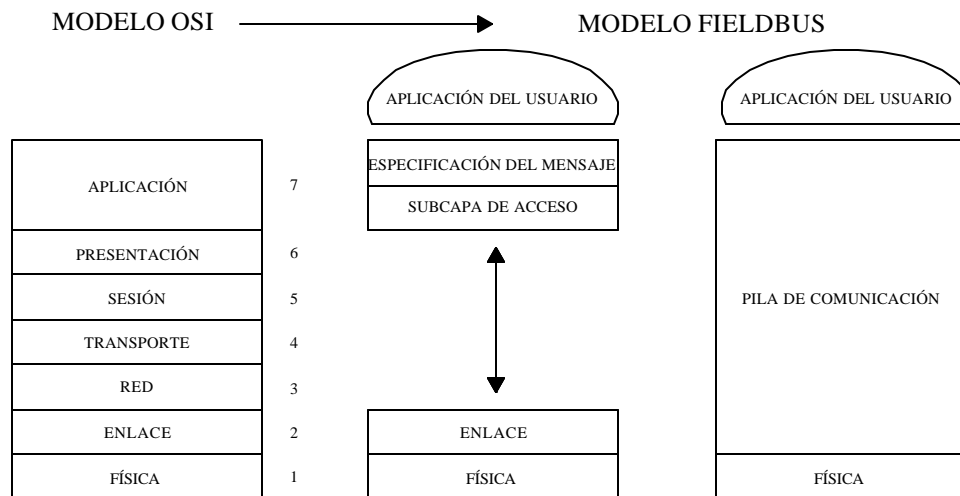 MODELO OSI
MODELO FIELDBUS
APLICACIÓN DEL USUARIO
APLICACIÓN DEL USUARIO
ESPECIFICACIÓN DEL MENSAJE
APLICACIÓN
7
SUBCAPA DE ACCESO
PRESENTACIÓN
6
SESIÓN
5
PILA DE COMUNICACIÓN
TRANSPORTE
4
RED
3
ENLACE
2
ENLACE
FÍSICA
1
FÍSICA
FÍSICA